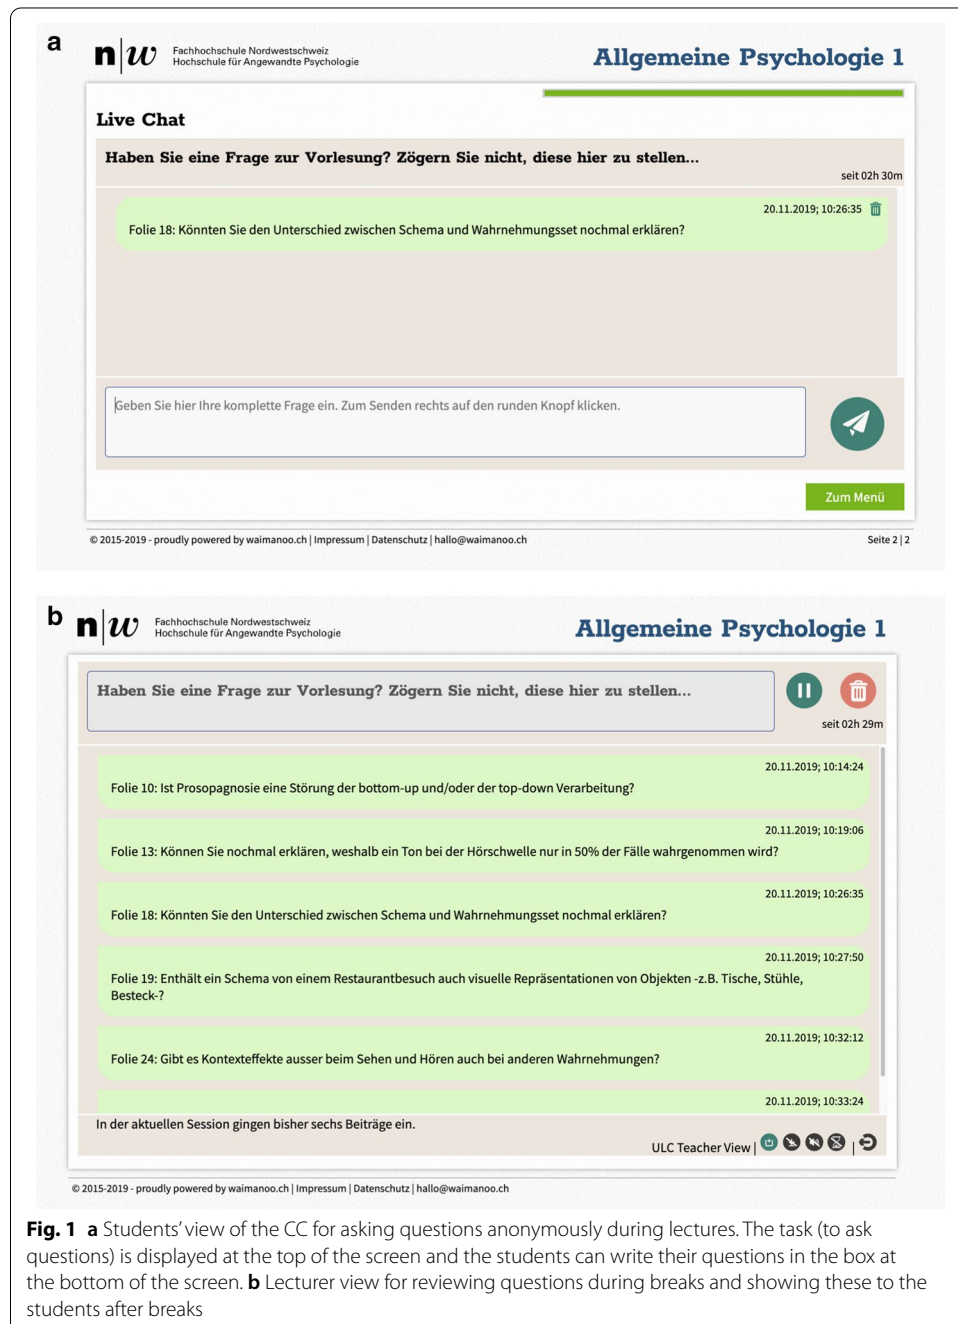 a
n|w
Fachhochschule Nordwestschweiz
Hochschule für Angewandte Psychologie
Allgemeine Psychologie 1
Live Chat
Haben Sie eine Frage zur Vorlesung? Zögern Sie nicht, diese hier zu stellen...
seit 02h 30m
20.11.2019; 10:26:35
Folie 18: Könnten Sie den Unterschied zwischen Schema und Wahrnehmungsset nochmal erklären?
Geben Sie hier Ihre komplette Frage ein. Zum Senden rechts auf den runden Knopf klicken.
Zum Menü
© 2015-2019 - proudly powered by waimanoo.ch | Impressum | Datenschutz | hallo@waimanoo.ch
Seite 2 | 2
b
n|w
Fachhochschule Nordwestschweiz
Hochschule für Angewandte Psychologie
Allgemeine Psychologie 1
Haben Sie eine Frage zur Vorlesung? Zögern Sie nicht, diese hier zu stellen...
seit 02h 29m
20.11.2019; 10:14:24
Folie 10: Ist Prosopagnosie eine Störung der bottom-up und/oder der top-down Verarbeitung?
20.11.2019; 10:19:06
Folie 13: Können Sie nochmal erklären, weshalb ein Ton bei der Hörschwelle nur in 50% der Fälle wahrgenommen wird?
20.11.2019; 10:26:35
Folie 18: Könnten Sie den Unterschied zwischen Schema und Wahrnehmungsset nochmal erklären?
20.11.2019; 10:27:50
Folie 19: Enthält ein Schema von einem Restaurantbesuch auch visuelle Repräsentationen von Objekten -z.B. Tische, Stühle,
Besteck-?
20.11.2019; 10:32:12
Folie 24: Gibt es Kontexteffekte ausser beim Sehen und Hören auch bei anderen Wahrnehmungen?
20.11.2019; 10:33:24
In der aktuellen Session gingen bisher sechs Beiträge ein.
ULC Teacher View | |
© 2015-2019 - proudly powered by waimanoo.ch | Impressum | Datenschutz | hallo@waimanoo.ch
Fig. 1 a Students' view of the CC for asking questions anonymously during lectures. The task (to ask
questions) is displayed at the top of the screen and the students can write their questions in the box at
the bottom of the screen. b Lecturer view for reviewing questions during breaks and showing these to the
students after breaks